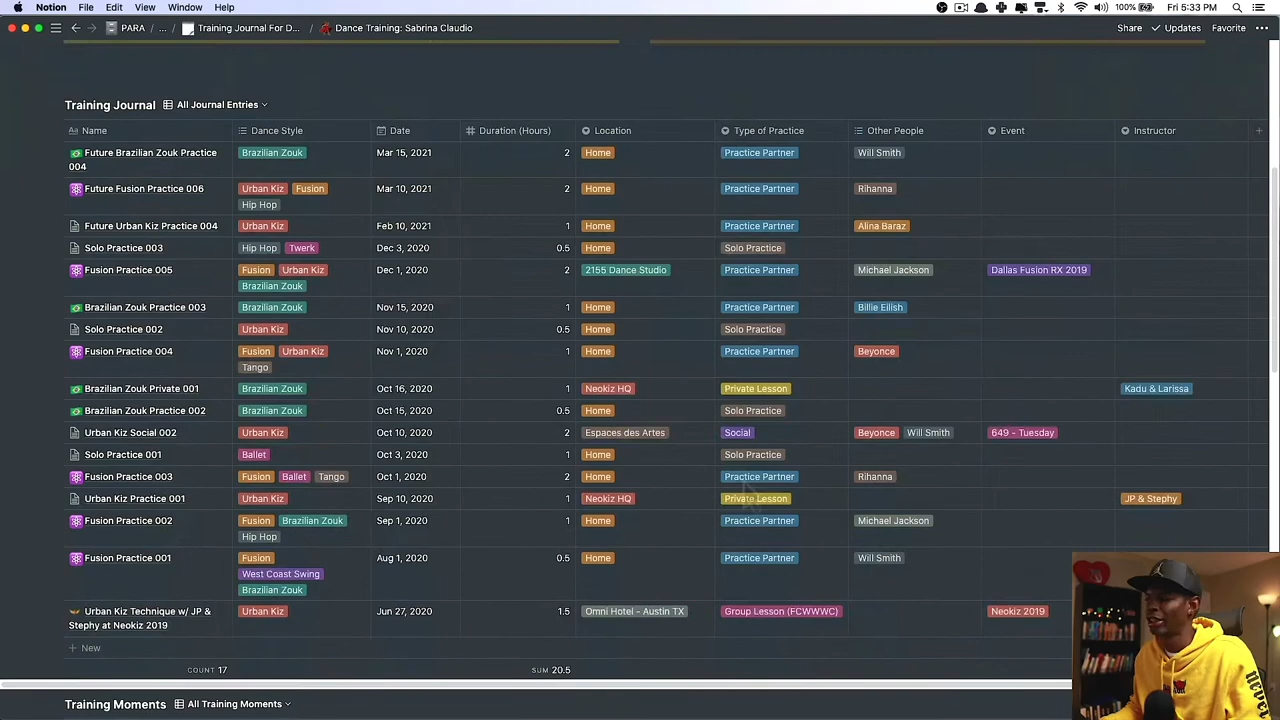 Notion File Edit View Window Help 100% Fri 5:33 PM
PARA / ... / Training Journal For D... / Dance Training: Sabrina Claudio Share Updates Favorite
Training Journal All Journal Entries
Name Dance Style Date Duration (Hours) Location Type of Practice Other People Event Instructor
Future Brazilian Zouk Practice Brazilian Zouk Mar 15, 2021 2 Home Practice Partner Will Smith
004
Future Fusion Practice 006 Urban Kiz Fusion Mar 10, 2021 2 Home Practice Partner Rihanna
Hip Hop
Future Urban Kiz Practice 004 Urban Kiz Feb 10, 2021 1 Home Practice Partner Alina Baraz
Solo Practice 003 Hip Hop Twerk Dec 3, 2020 0.5 Home Solo Practice
Fusion Practice 005 Fusion Urban Kiz Dec 1, 2020 2 2155 Dance Studio Practice Partner Michael Jackson Dallas Fusion RX 2019
Brazilian Zouk
Brazilian Zouk Practice 003 Brazilian Zouk Nov 15, 2020 1 Home Practice Partner Billie Eilish
Solo Practice 002 Urban Kiz Nov 10, 2020 0.5 Home Solo Practice
Fusion Practice 004 Fusion Urban Kiz Nov 1, 2020 1 Home Practice Partner Beyonce
Tango
Brazilian Zouk Private 001 Brazilian Zouk Oct 16, 2020 1 Neokiz HQ Private Lesson Kadu & Larissa
Brazilian Zouk Practice 002 Brazilian Zouk Oct 15, 2020 0.5 Home Solo Practice
Urban Kiz Social 002 Urban Kiz Oct 10, 2020 2 Espaces des Artes Social Beyonce Will Smith 649 - Tuesday
Solo Practice 001 Ballet Oct 3, 2020 1 Home Solo Practice
Fusion Practice 003 Fusion Ballet Tango Oct 1, 2020 2 Home Practice Partner Rihanna
Urban Kiz Practice 001 Urban Kiz Sep 10, 2020 1 Neokiz HQ Private Lesson JP & Stephy
Fusion Practice 002 Fusion Brazilian Zouk Sep 1, 2020 1 Home Practice Partner Michael Jackson
Hip Hop
Fusion Practice 001 Fusion Aug 1, 2020 0.5 Home Practice Partner Will Smith
West Coast Swing
Brazilian Zouk
Urban Kiz Technique w/ JP & Urban Kiz Jun 27, 2020 1.5 Omni Hotel - Austin TX Group Lesson (FCWWWC) Neokiz 2019
Stephy at Neokiz 2019
+ New
COUNT 17 SUM 20.5
Training Moments All Training Moments